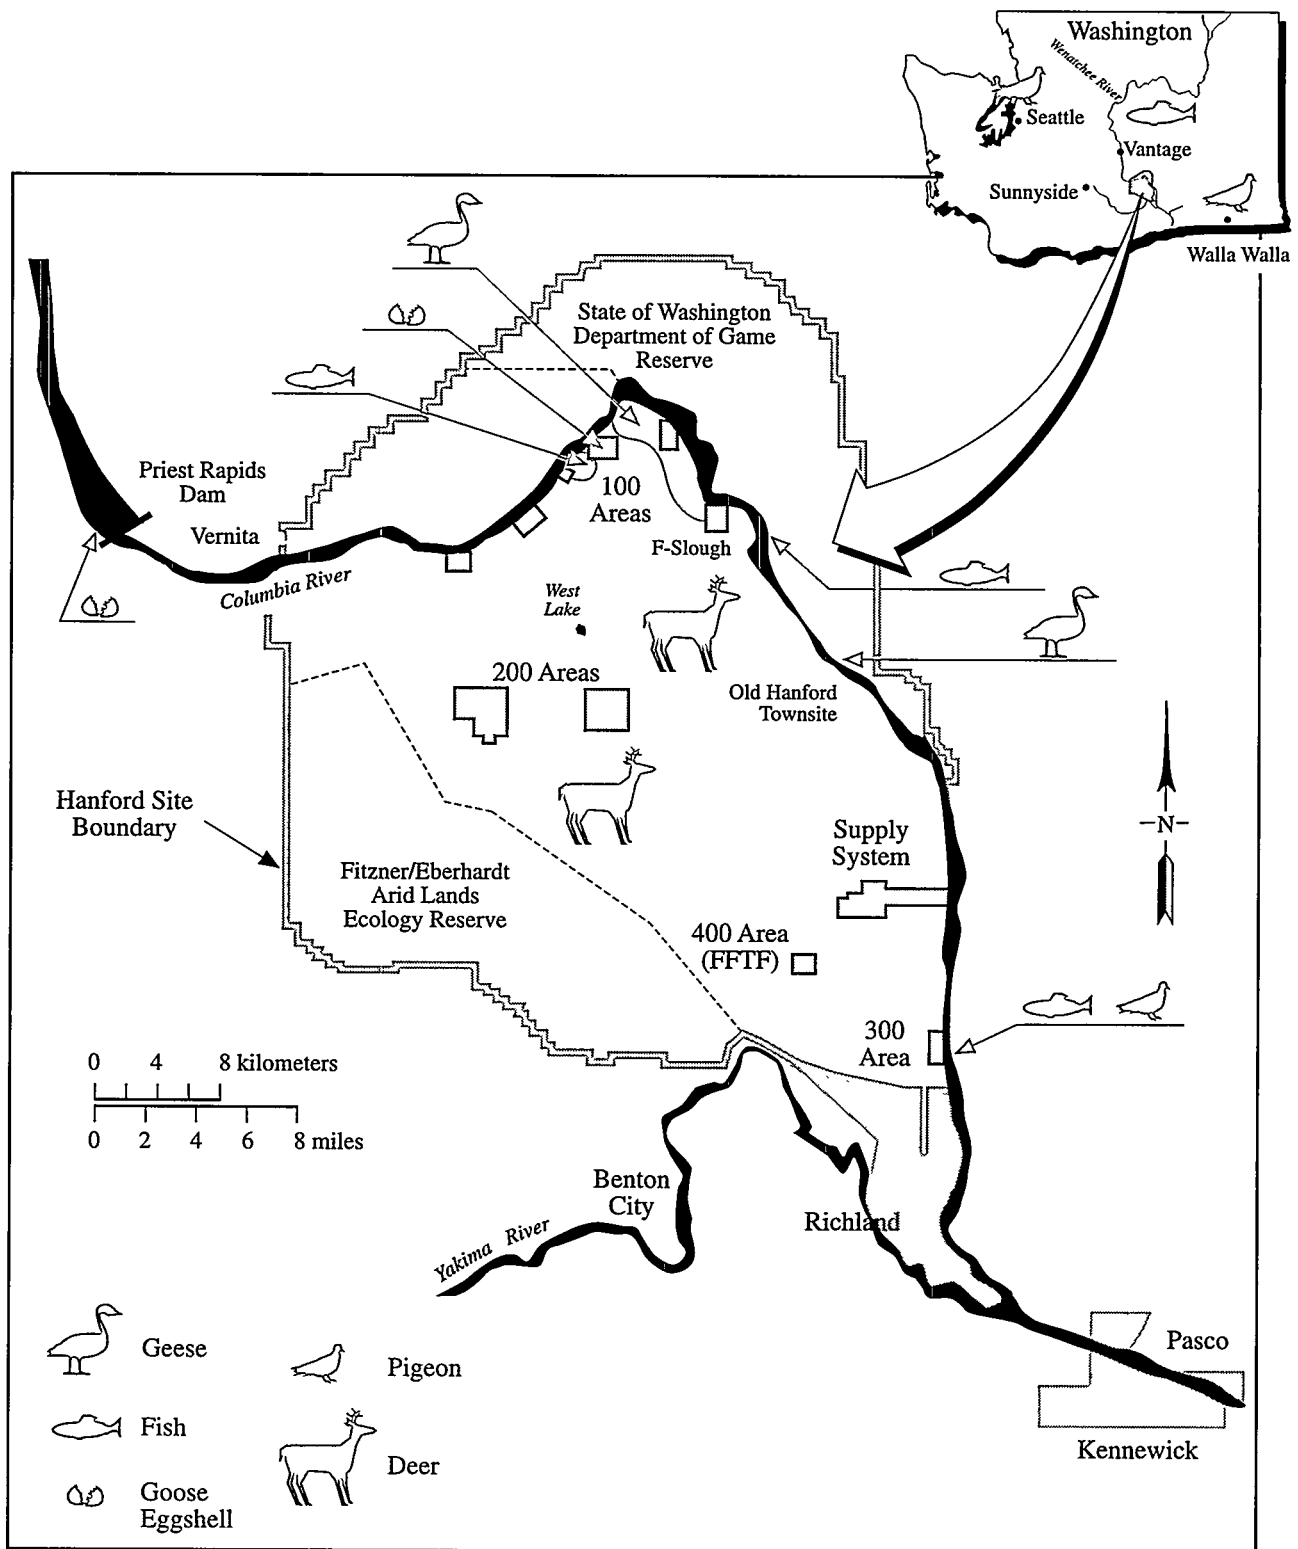 Washington
Wenatchee River
Seattle
Vantage
Sunnyside
Walla Walla
State of Washington
Department of Game
Reserve
Priest Rapids
Dam
Vernita
100
Areas
F-Slough
Columbia River
West
Lake
200 Areas
Old Hanford
Townsite
Hanford Site
Boundary
N
Supply
System
Fitzner/Eberhardt
Arid Lands
Ecology Reserve
400 Area
(FFTF)
300
Area
0 4 8 kilometers
0 2 4 6 8 miles
Benton
City
Yakima River
Richland
Pasco
Kennewick
Geese
Pigeon
Fish
Deer
Goose
Eggshell